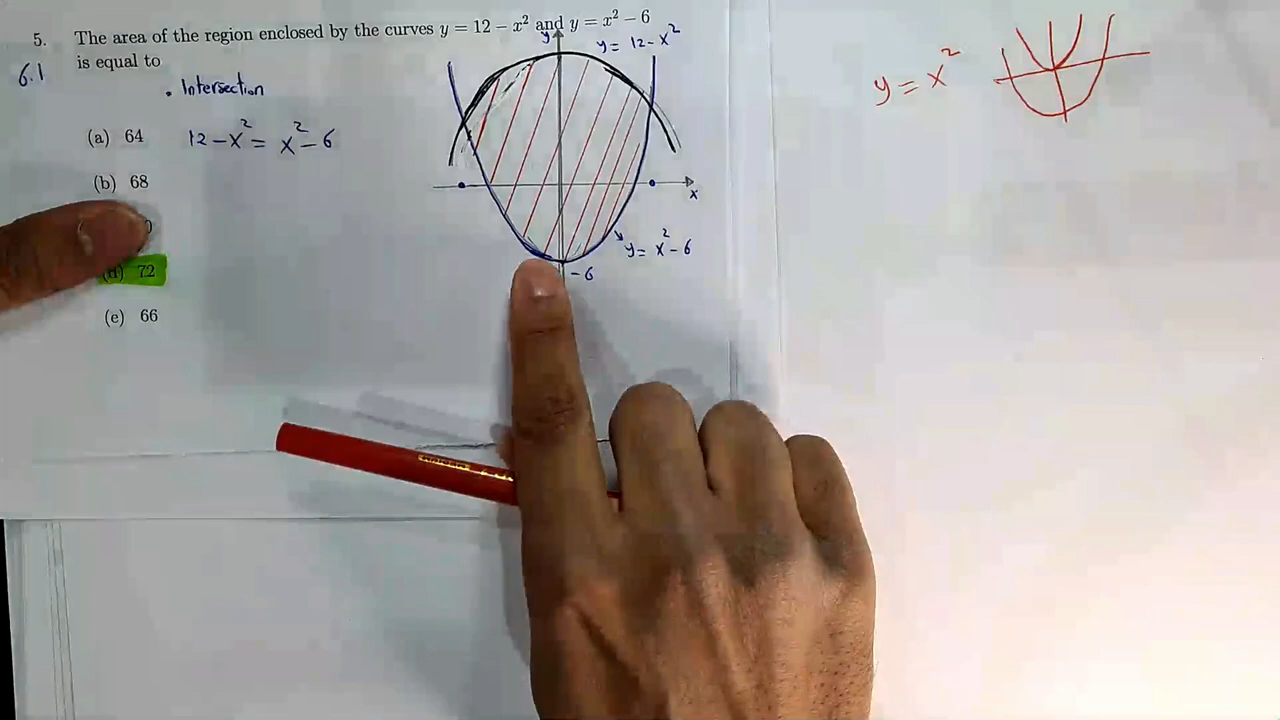 5. The area of the region enclosed by the curves y = 12 − x² and y = x² − 6
is equal to
6.1
. Intersection
(a) 64
12 − x² = x² − 6
(b) 68
(d) 72
(e) 66
y
y = 12 - x²
x
y = x² - 6
-6
y = x²